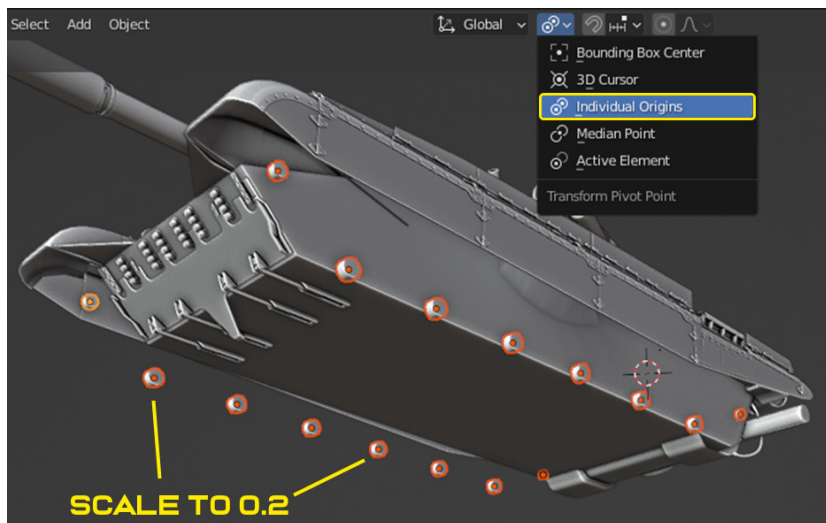 Select Add Object Global
Bounding Box Center
3D Cursor
Individual Origins
Median Point
Active Element
Transform Pivot Point
SCALE TO 0.2